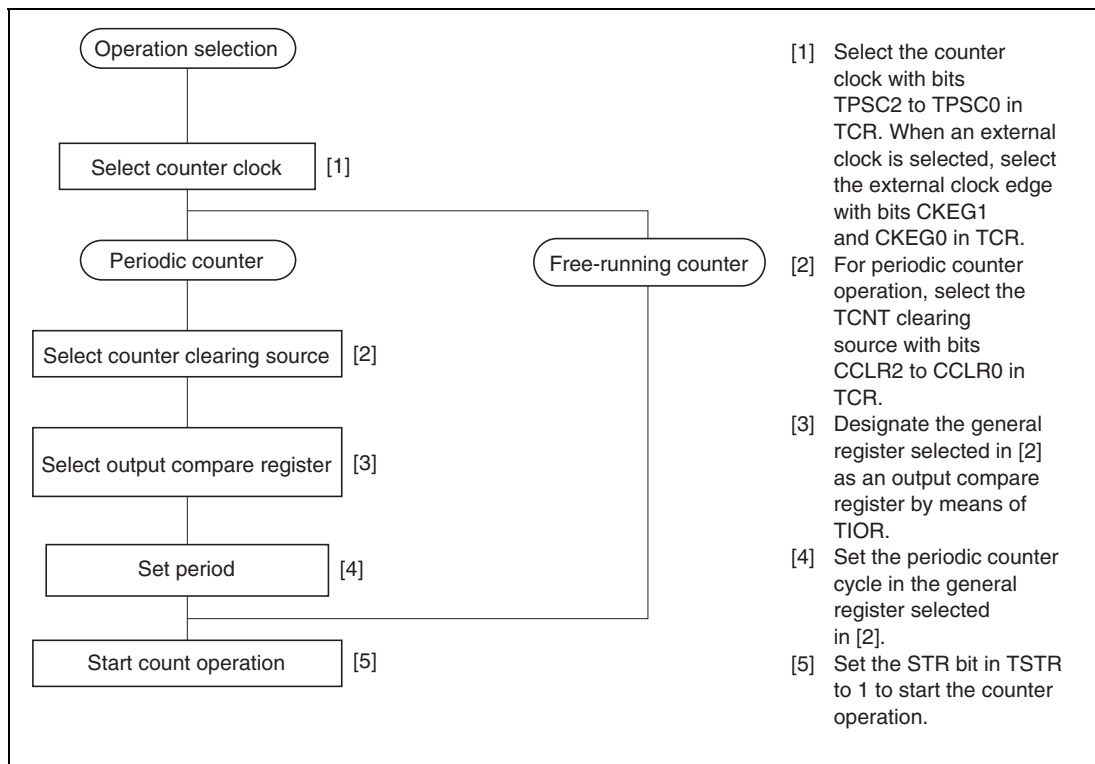 Operation selection
Select counter clock [1]
Periodic counter
Free-running counter
Select counter clearing source [2]
Select output compare register [3]
Set period [4]
Start count operation [5]
[1] Select the counter
clock with bits
TPSC2 to TPSC0 in
TCR. When an external
clock is selected, select
the external clock edge
with bits CKEG1
and CKEG0 in TCR.
[2] For periodic counter
operation, select the
TCNT clearing
source with bits
CCLR2 to CCLR0 in
TCR.
[3] Designate the general
register selected in [2]
as an output compare
register by means of
TIOR.
[4] Set the periodic counter
cycle in the general
register selected
in [2].
[5] Set the STR bit in TSTR
to 1 to start the counter
operation.